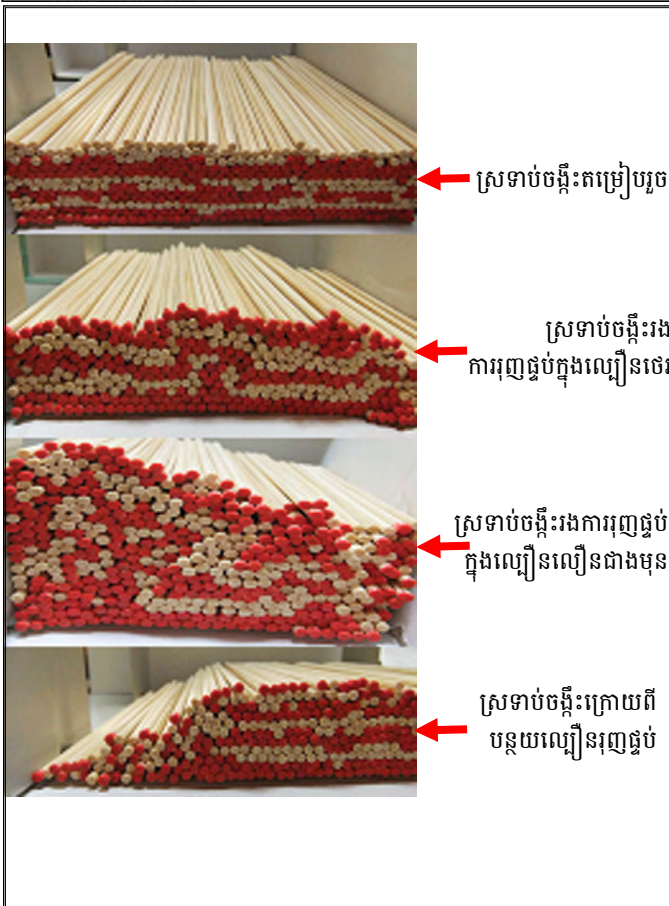 ស្រទាប់ចង្កឹះតម្រៀបរួច
ស្រទាប់ចង្កឹះរង
ការរុញផ្ទប់ក្នុងល្បឿនថេរ
ស្រទាប់ចង្កឹះរងការរុញផ្ទប់
ក្នុងល្បឿនលឿនជាងមុន
ស្រទាប់ចង្កឹះក្រោយពី
បន្ថយល្បឿនរុញផ្ទប់